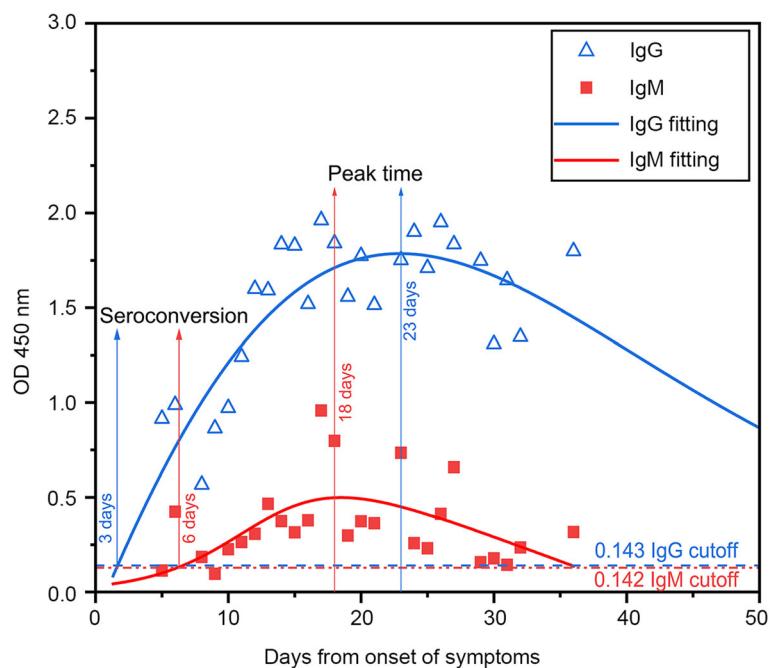 3.0
2.5
2.0
1.5
1.0
0.5
0.0
OD 450 nm
IgG
IgM
IgG fitting
IgM fitting
Peak time
Seroconversion
3 days
6 days
18 days
23 days
0.143 IgG cutoff
0.142 IgM cutoff
0 10 20 30 40 50
Days from onset of symptoms